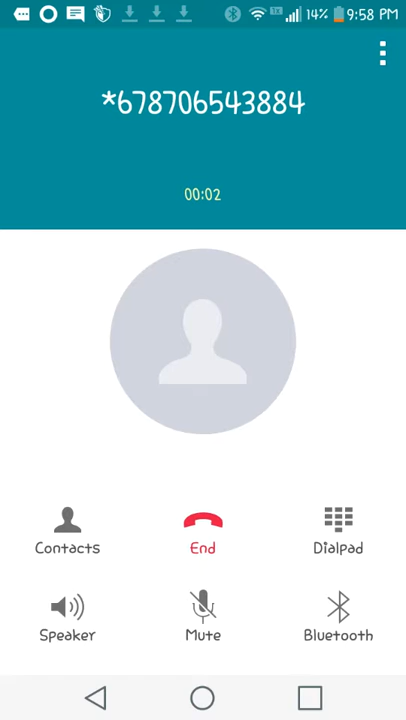 14% 9:58 PM
*678706543884
00:02
Contacts End Dialpad
Speaker Mute Bluetooth